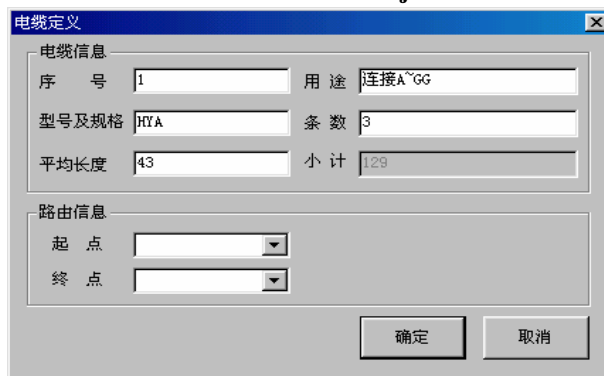 电缆定义
电缆信息
序 号 1 用 途 连接A~GG
型号及规格 HYA 条 数 3
平均长度 43 小 计 129
路由信息
起 点
终 点
确定 取消